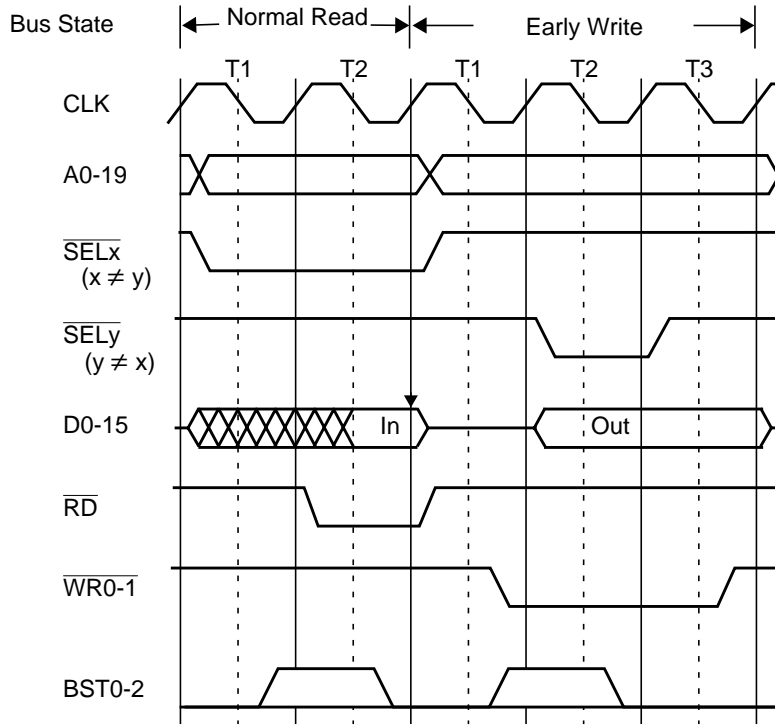 Bus State Normal Read Early Write
T1 T2 T1 T2 T3
CLK
A0-19
SELx
(x ≠ y)
SELy
(y ≠ x)
D0-15 In Out
RD
WR0-1
BST0-2